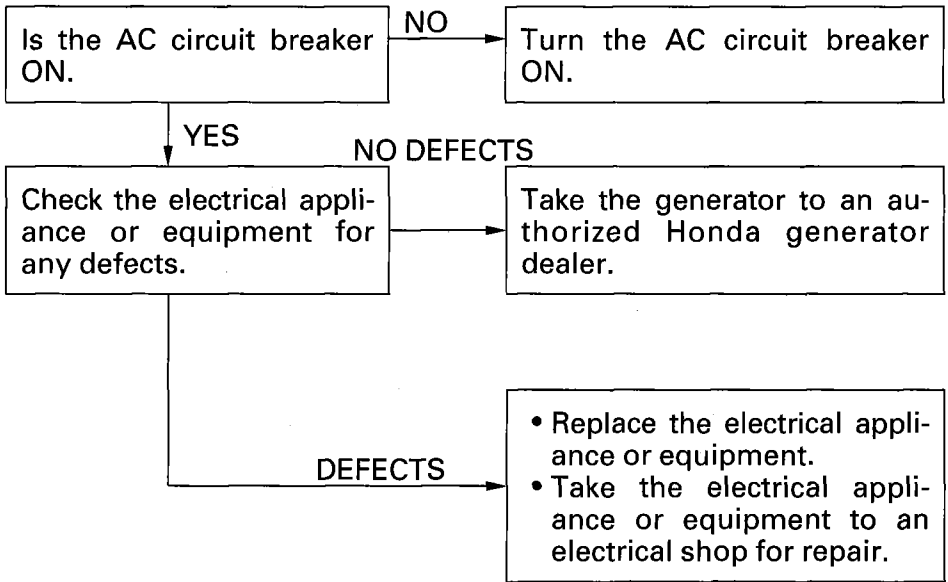 Is the AC circuit breaker
ON.
NO
Turn the AC circuit breaker
ON.
YES
NO DEFECTS
Check the electrical appli-
ance or equipment for
any defects.
Take the generator to an au-
thorized Honda generator
dealer.
DEFECTS
• Replace the electrical appli-
ance or equipment.
• Take the electrical appli-
ance or equipment to an
electrical shop for repair.